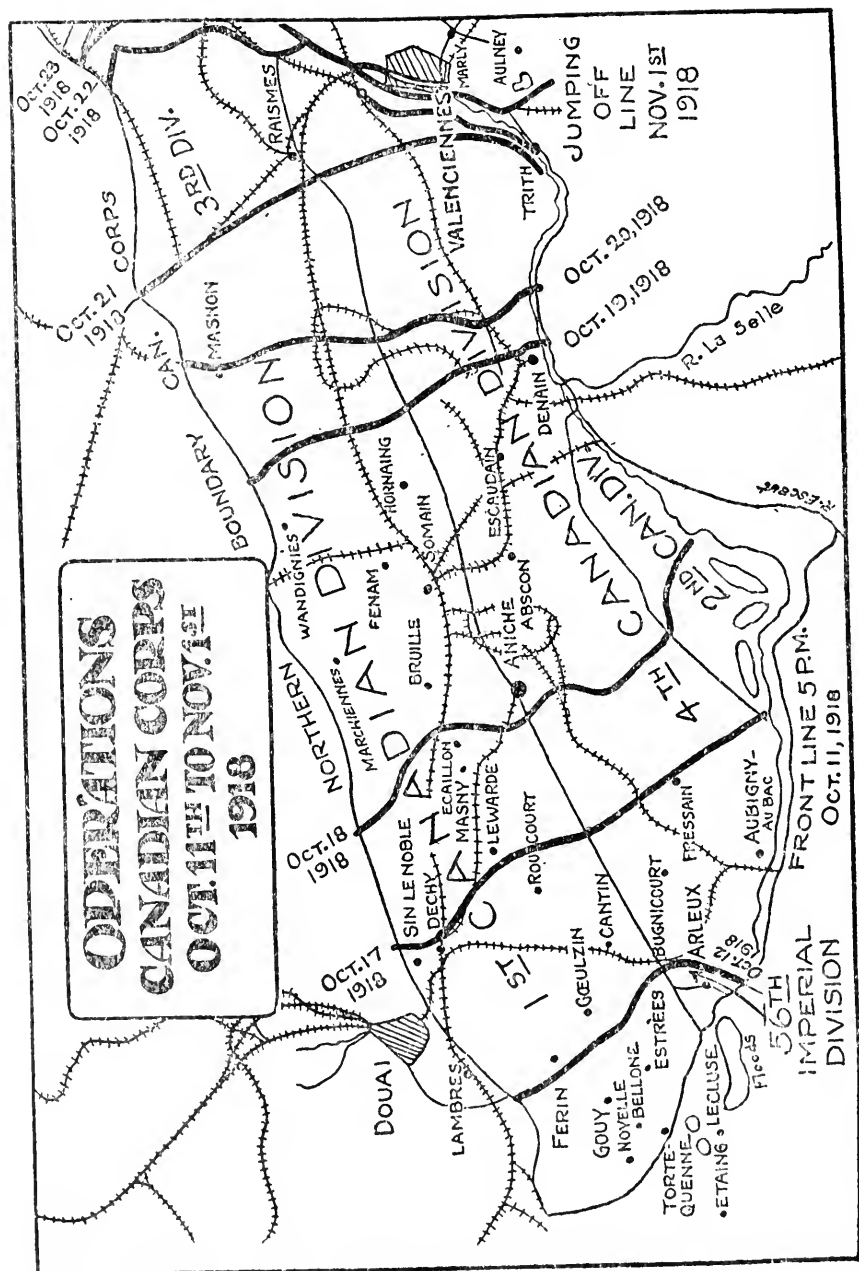 OPERATIONS
CANADIAN CORPS
OCT. 11TH TO NOV. 1ST
1918
OCT. 23
1918
OCT. 22
1918
3RD DIV.
RAISMES
MARLY
AULNEY
VALENCIENNES
JUMPING
OFF
LINE
NOV. 1ST
1918
TRITH
OCT. 21
1918
CAN. CORPS
BOUNDARY
NORTHERN
MASHON
OCT. 20, 1918
OCT. 19, 1918
R. La Selle
R. ESCAUT
WANDIGNIES
HORNAING
SOMAIN
FENAM
MARCHIENNES
BRUILLE
ESCAUDAIN
DENAIN
ABSCON
ANICHE
1ST CANADIAN DIVISION
4TH CANADIAN DIVISION
2ND CAN. DIV.
OCT. 18
1918
ECAILLON
MASNY
LEWARDE
SIN LE NOBLE
DECHY
ROUCOURT
OCT. 17
1918
DOUAI
LAMBRES
CANTIN
GŒULZIN
BUGNICOURT
FRESSAIN
AUBIGNY-
AU BAC
ARLEUX
FERIN
ESTRÉES
GOUY
NOVELLE
BELLONE
TORTE-
QUENNE
LECLUSE
ETAING
Floods
OCT. 12
1918
FRONT LINE 5 P.M.
OCT. 11, 1918
56TH
IMPERIAL
DIVISION